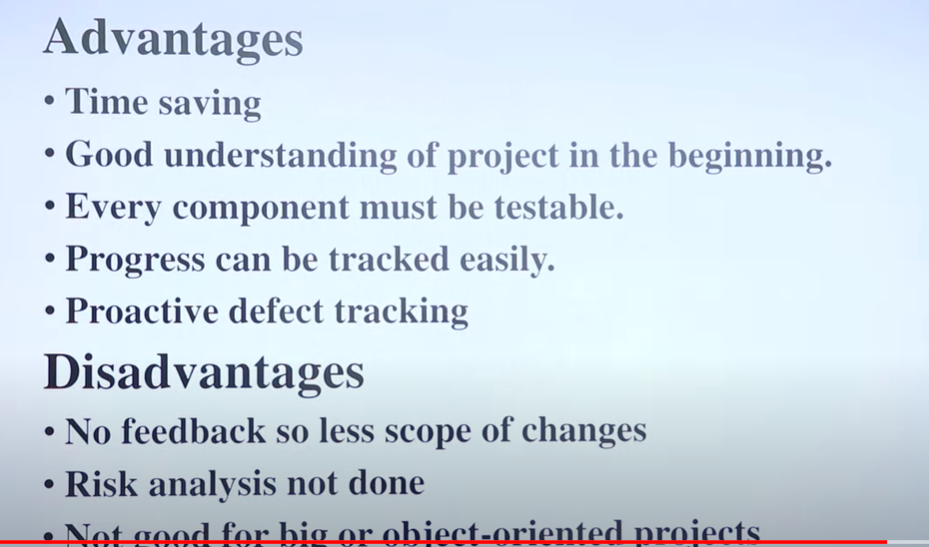 Advantages
• Time saving
• Good understanding of project in the beginning.
• Every component must be testable.
• Progress can be tracked easily.
• Proactive defect tracking
Disadvantages
• No feedback so less scope of changes
• Risk analysis not done
• Not good for big or object-oriented projects